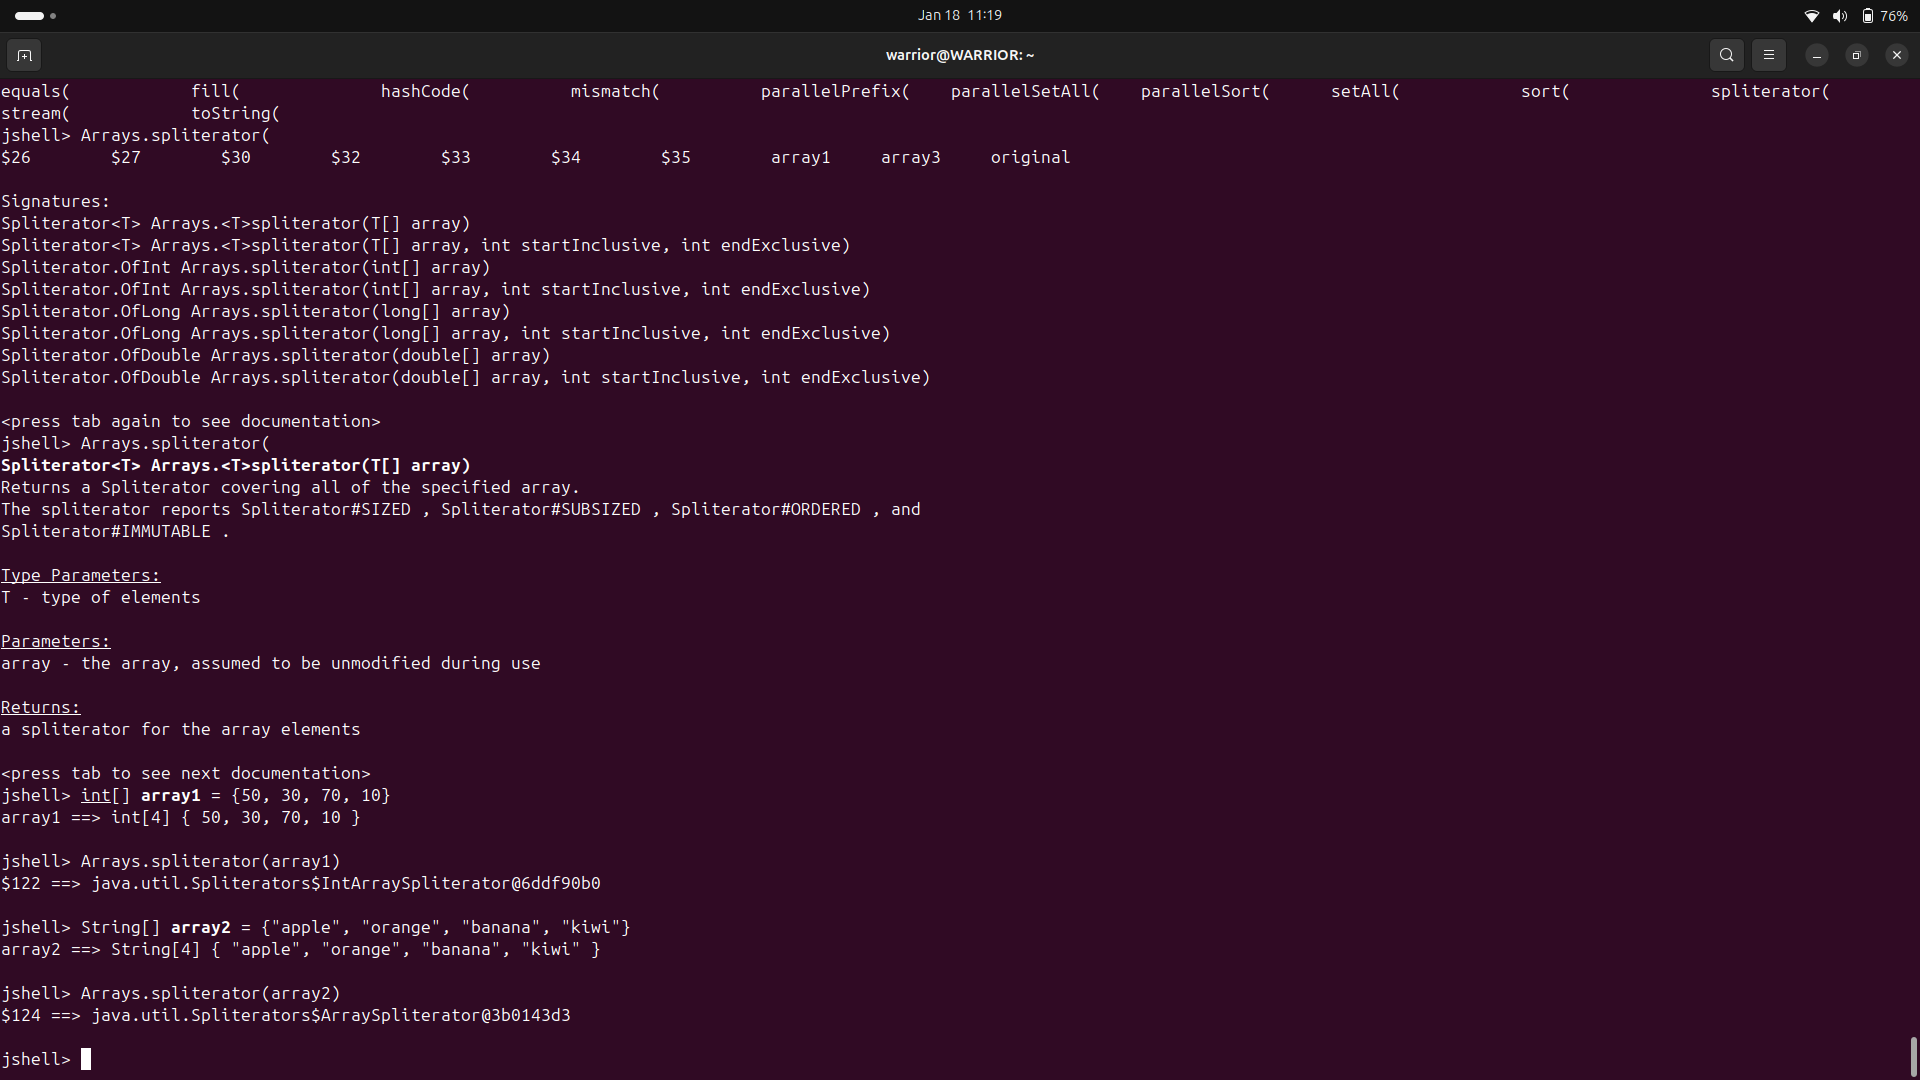 Jan 18 11:19
76%
warrior@WARRIOR: ~
equals( fill( hashCode( mismatch( parallelPrefix( parallelSetAll( parallelSort( setAll( sort( spliterator(
stream( toString(
jshell> Arrays.spliterator(
$26 $27 $30 $32 $33 $34 $35 array1 array3 original
Signatures:
Spliterator<T> Arrays.<T>spliterator(T[] array)
Spliterator<T> Arrays.<T>spliterator(T[] array, int startInclusive, int endExclusive)
Spliterator.OfInt Arrays.spliterator(int[] array)
Spliterator.OfInt Arrays.spliterator(int[] array, int startInclusive, int endExclusive)
Spliterator.OfLong Arrays.spliterator(long[] array)
Spliterator.OfLong Arrays.spliterator(long[] array, int startInclusive, int endExclusive)
Spliterator.OfDouble Arrays.spliterator(double[] array)
Spliterator.OfDouble Arrays.spliterator(double[] array, int startInclusive, int endExclusive)
<press tab again to see documentation>
jshell> Arrays.spliterator(
Spliterator<T> Arrays.<T>spliterator(T[] array)
Returns a Spliterator covering all of the specified array.
The spliterator reports Spliterator#SIZED , Spliterator#SUBSIZED , Spliterator#ORDERED , and
Spliterator#IMMUTABLE .
Type Parameters:
T - type of elements
Parameters:
array - the array, assumed to be unmodified during use
Returns:
a spliterator for the array elements
<press tab to see next documentation>
jshell> int[] array1 = {50, 30, 70, 10}
array1 ==> int[4] { 50, 30, 70, 10 }
jshell> Arrays.spliterator(array1)
$122 ==> java.util.Spliterators$IntArraySpliterator@6ddf90b0
jshell> String[] array2 = {"apple", "orange", "banana", "kiwi"}
array2 ==> String[4] { "apple", "orange", "banana", "kiwi" }
jshell> Arrays.spliterator(array2)
$124 ==> java.util.Spliterators$ArraySpliterator@3b0143d3
jshell>